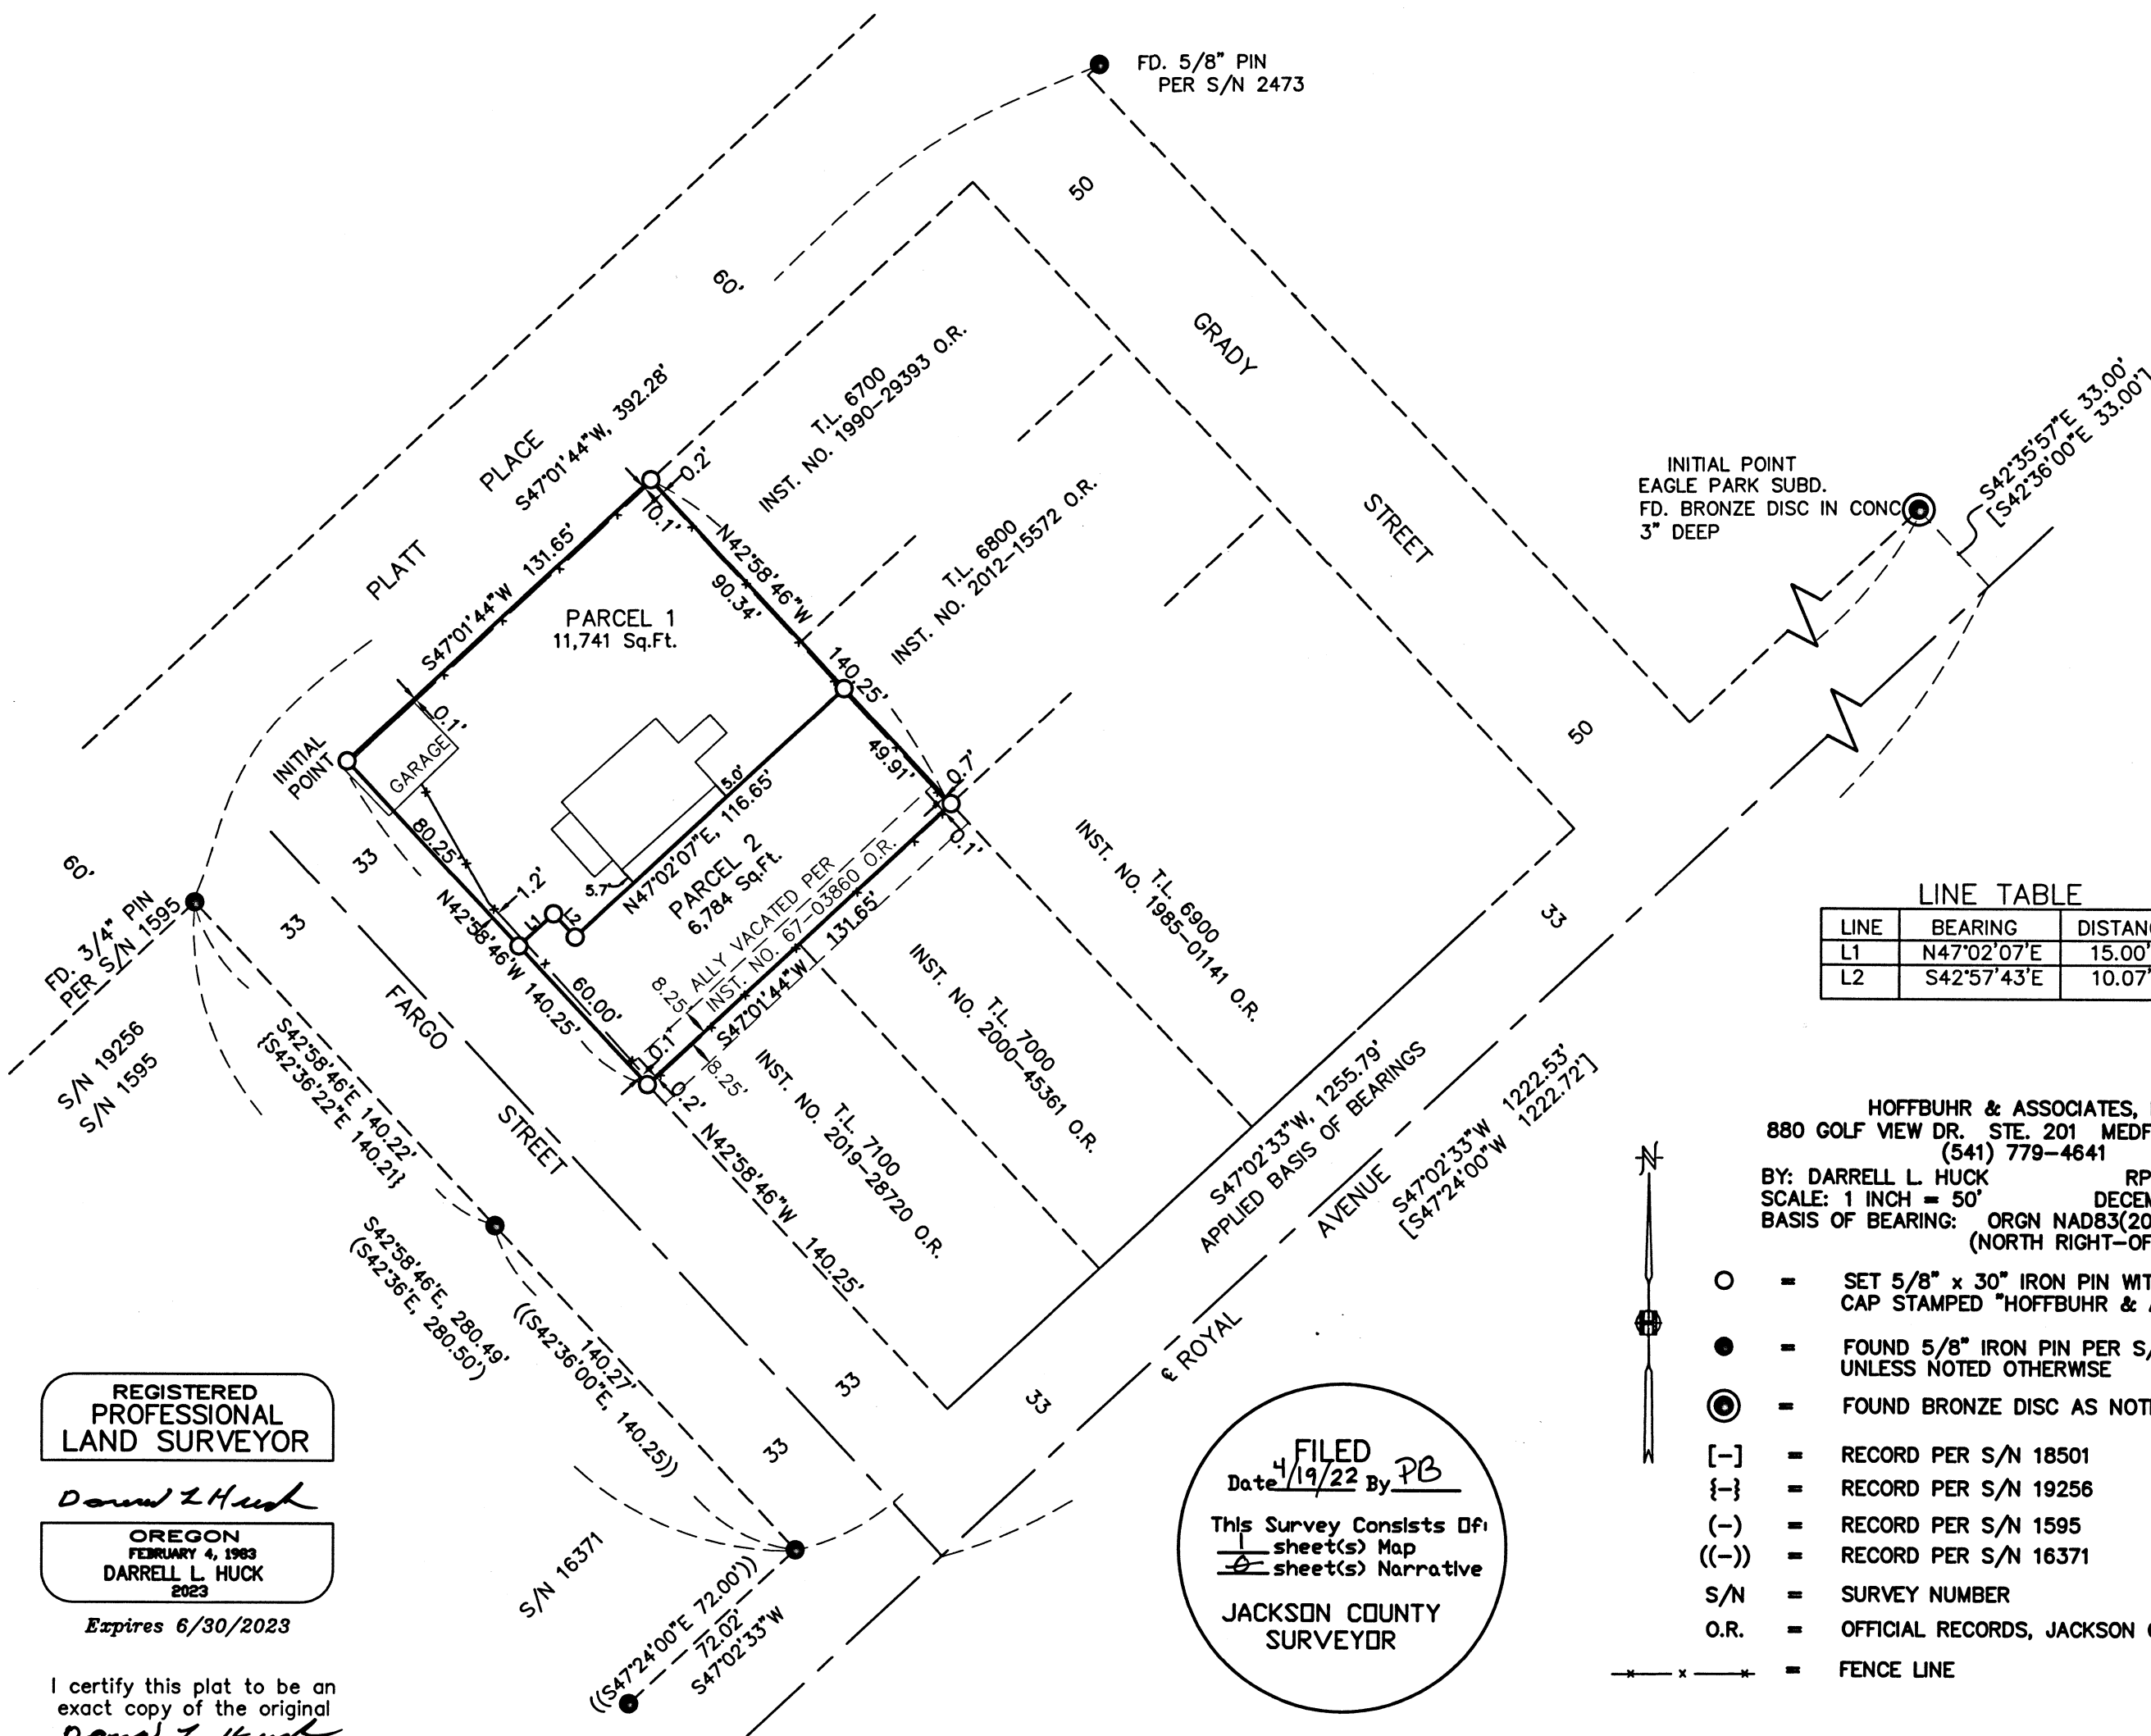 FD. 5/8" PIN
PER S/N 2473
50
60'
GRADY
STREET
S47°01'44"W, 392.28'
PLATT
PLACE
T.L. 6700
INST. NO. 1990-29393 O.R.
T.L. 6800
INST. NO. 2012-15572 O.R.
0.2'
0.1'
S47°01'44"W 131.65'
N42°58'46"W
90.34'
140.25'
PARCEL 1
11,741 Sq.Ft.
INITIAL POINT
EAGLE PARK SUBD.
FD. BRONZE DISC IN CONC
3" DEEP
S42°35'57"E 33.00'
[S42°36'00"E 33.00']
50
0.1'
INITIAL
POINT
GARAGE
80.25'
5.0'
49.91'
0.7'
0.1'
N47°02'07"E, 116.65'
5.7'
PARCEL 2
6,784 Sq.Ft.
1.2'
L1
L2
N42°58'46"W 140.25'
60.00'
ALLY VACATED PER
INST. NO. 67-03860 O.R.
8.25'
S47°01'44"W 131.65'
8.25'
0.1'
0.2'
33
33
60'
FD. 3/4" PIN
PER S/N 1595
S/N 19256
S/N 1595
FARGO
STREET
S42°58'46"E 140.22'
{S42°36'22"E 140.21}
S42°58'46"E, 280.49'
(S42°36'E, 280.50')
140.27'
((S42°36'00"E, 140.25))
N42°58'46"W 140.25'
T.L. 6900
INST. NO. 1985-01141 O.R.
T.L. 7000
INST. NO. 2000-45361 O.R.
T.L. 7100
INST. NO. 2019-28720 O.R.
33
S47°02'33"W, 1255.79'
APPLIED BASIS OF BEARINGS
℄ ROYAL
AVENUE
S47°02'33"W 1222.53'
[S47°24'00"W 1222.72']
33
33
33
S/N 16371
((S47°24'00"E 72.00'))
72.02'
S47°02'33"W
LINE TABLE
LINE BEARING DISTANC
L1 N47°02'07'E 15.00'
L2 S42°57'43'E 10.07'
HOFFBUHR & ASSOCIATES,
880 GOLF VIEW DR. STE. 201 MEDF
(541) 779-4641
BY: DARRELL L. HUCK RP
SCALE: 1 INCH = 50' DECEM
BASIS OF BEARING: ORGN NAD83(20
(NORTH RIGHT-OF
N
= SET 5/8" x 30" IRON PIN WIT
CAP STAMPED "HOFFBUHR &
= FOUND 5/8" IRON PIN PER S/
UNLESS NOTED OTHERWISE
= FOUND BRONZE DISC AS NOT
[-] = RECORD PER S/N 18501
{-} = RECORD PER S/N 19256
(-) = RECORD PER S/N 1595
((-)) = RECORD PER S/N 16371
S/N = SURVEY NUMBER
O.R. = OFFICIAL RECORDS, JACKSON
= FENCE LINE
REGISTERED
PROFESSIONAL
LAND SURVEYOR
Darrell L Huck
OREGON
FEBRUARY 4, 1983
DARRELL L. HUCK
2023
Expires 6/30/2023
I certify this plat to be an
exact copy of the original
Darrell L Huck
FILED
Date 4/19/22 By PB
This Survey Consists Of:
1 sheet(s) Map
0 sheet(s) Narrative
JACKSON COUNTY
SURVEYOR